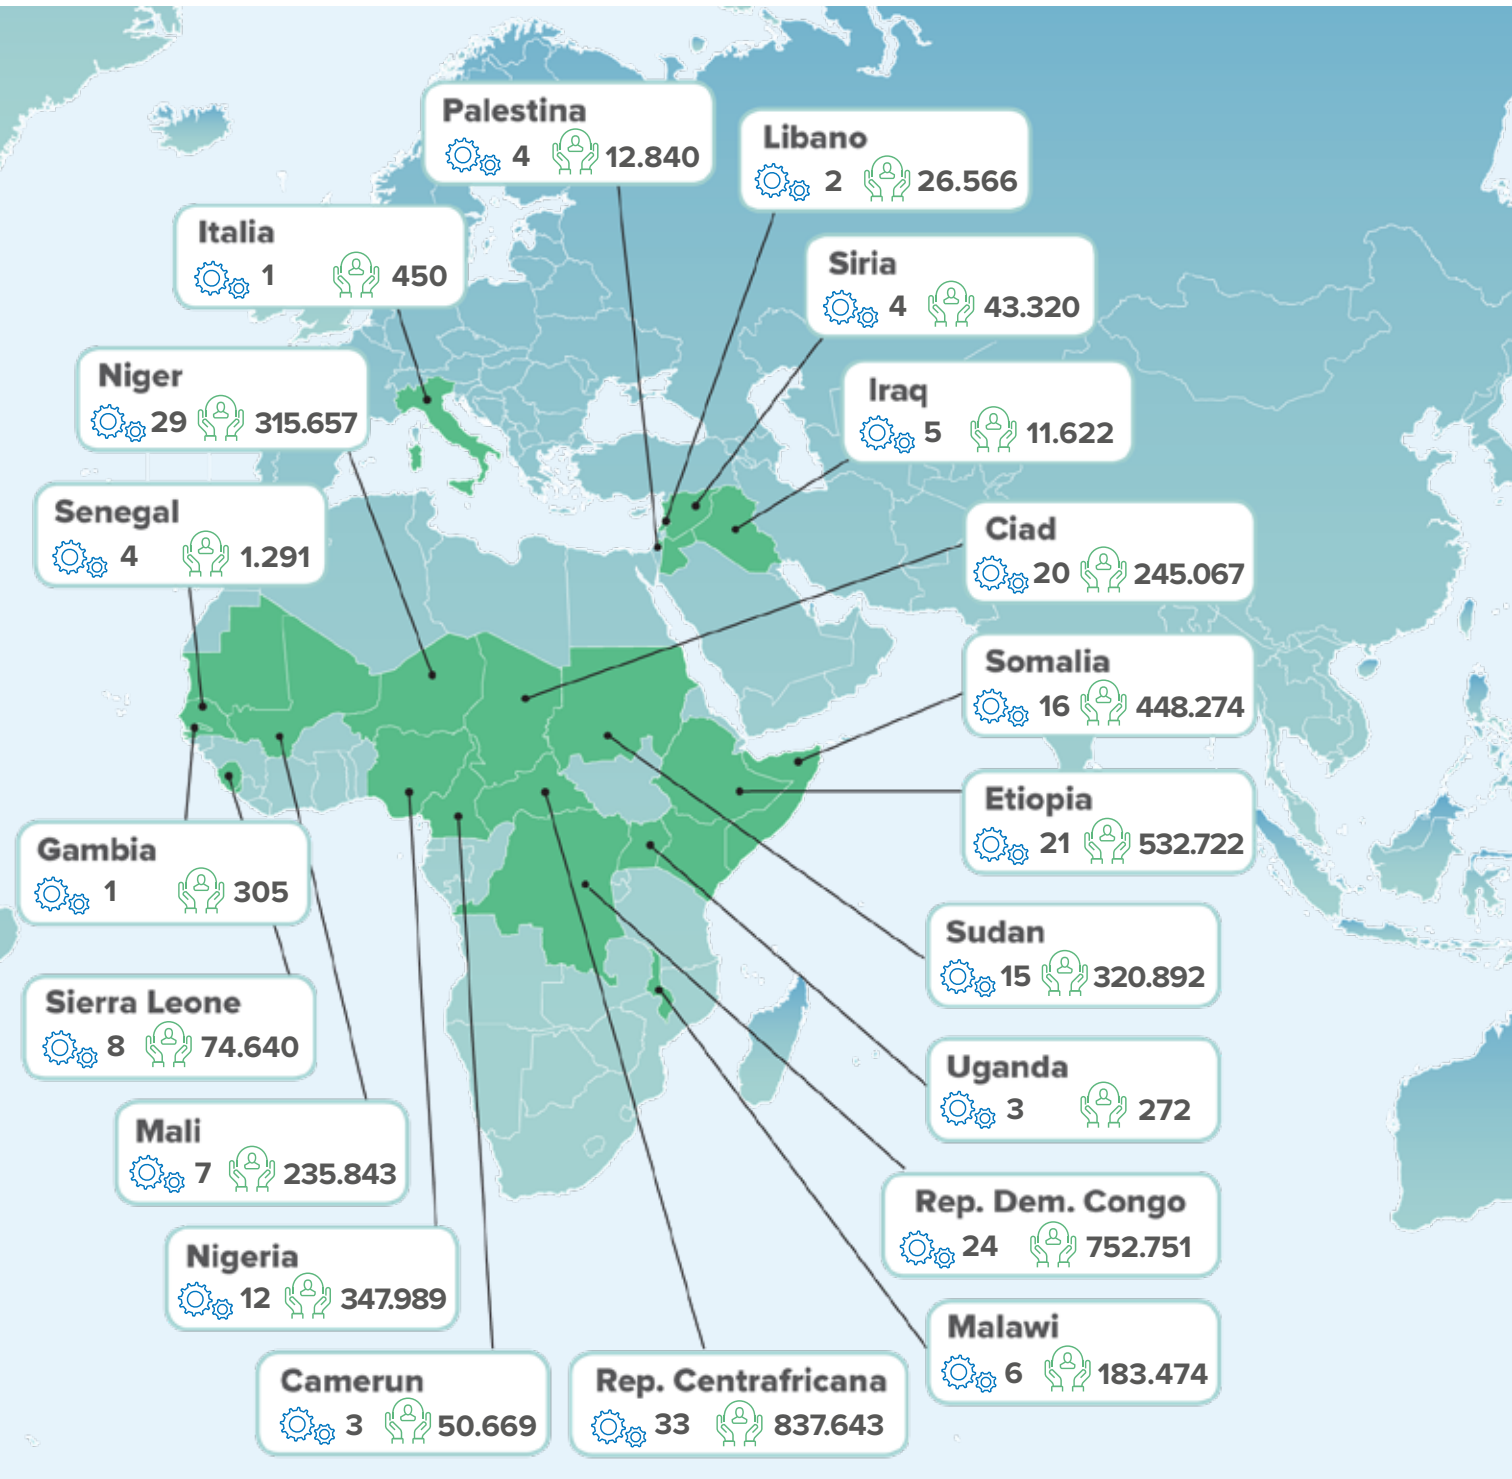 Palestina
4 12.840
Libano
2 26.566
Italia
1 450
Siria
4 43.320
Niger
29 315.657
Iraq
5 11.622
Senegal
4 1.291
Ciad
20 245.067
Somalia
16 448.274
Etiopia
21 532.722
Gambia
1 305
Sudan
15 320.892
Sierra Leone
8 74.640
Uganda
3 272
Mali
7 235.843
Rep. Dem. Congo
24 752.751
Nigeria
12 347.989
Malawi
6 183.474
Camerun
3 50.669
Rep. Centrafricana
33 837.643